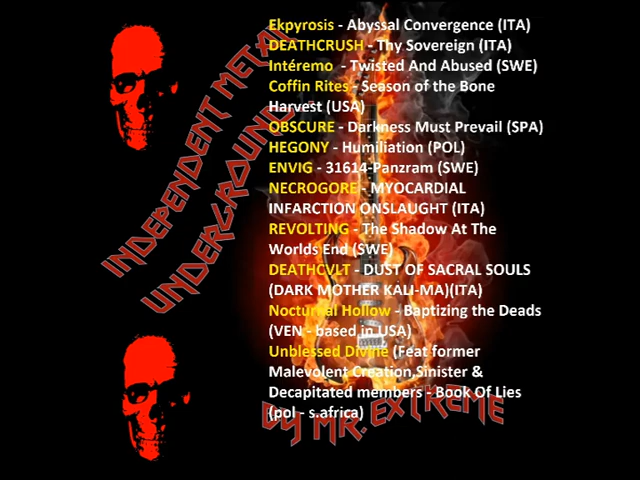 INDEPENDENT METAL
UNDERGROUND
Ekpyrosis - Abyssal Convergence (ITA)
DEATHCRUSH - Thy Sovereign (ITA)
Intéremo - Twisted And Abused (SWE)
Coffin Rites - Season of the Bone
Harvest (USA)
OBSCURE - Darkness Must Prevail (SPA)
HEGONY - Humiliation (POL)
ENVIG - 31614-Panzram (SWE)
NECROGORE - MYOCARDIAL
INFARCTION ONSLAUGHT (ITA)
REVOLTING - The Shadow At The
Worlds End (SWE)
DEATHCVLT - DUST OF SACRAL SOULS
(DARK MOTHER KALI-MA)(ITA)
Nocturnal Hollow - Baptizing the Deads
(VEN - based in USA)
Unblessed Divine (Feat former
Malevolent Creation,Sinister &
Decapitated members - Book Of Lies
(pol - s.africa)
By MR. EXTREME